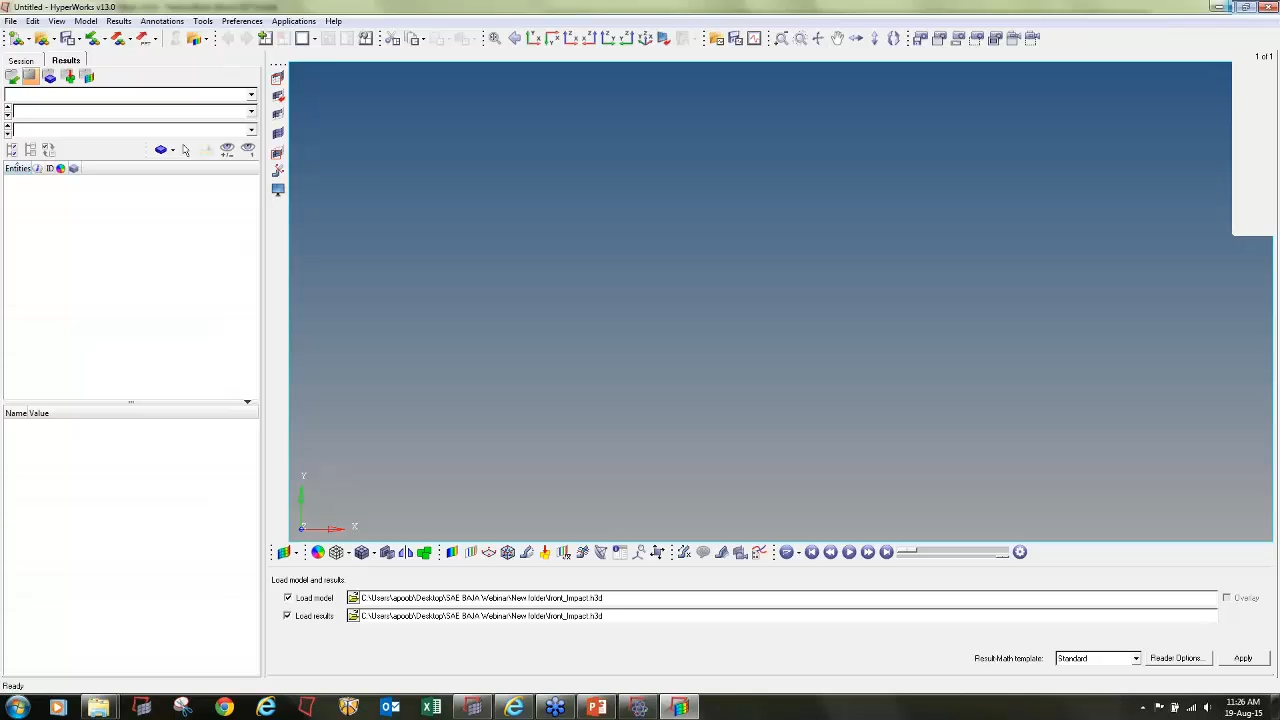 Untitled - HyperWorks v13.0
File Edit View Model Results Annotations Tools Preferences Applications Help
Session Results
1 of 1
Entities ID
Name Value
Y
X
Load model and results:
Load model C:\Users\apoob\Desktop\SAE BAJA Webinar\New folder\front_Impact.h3d Overlay
Load results C:\Users\apoob\Desktop\SAE BAJA Webinar\New folder\front_Impact.h3d
Result-Math template: Standard Reader Options... Apply
Ready
11:26 AM
19-Aug-15